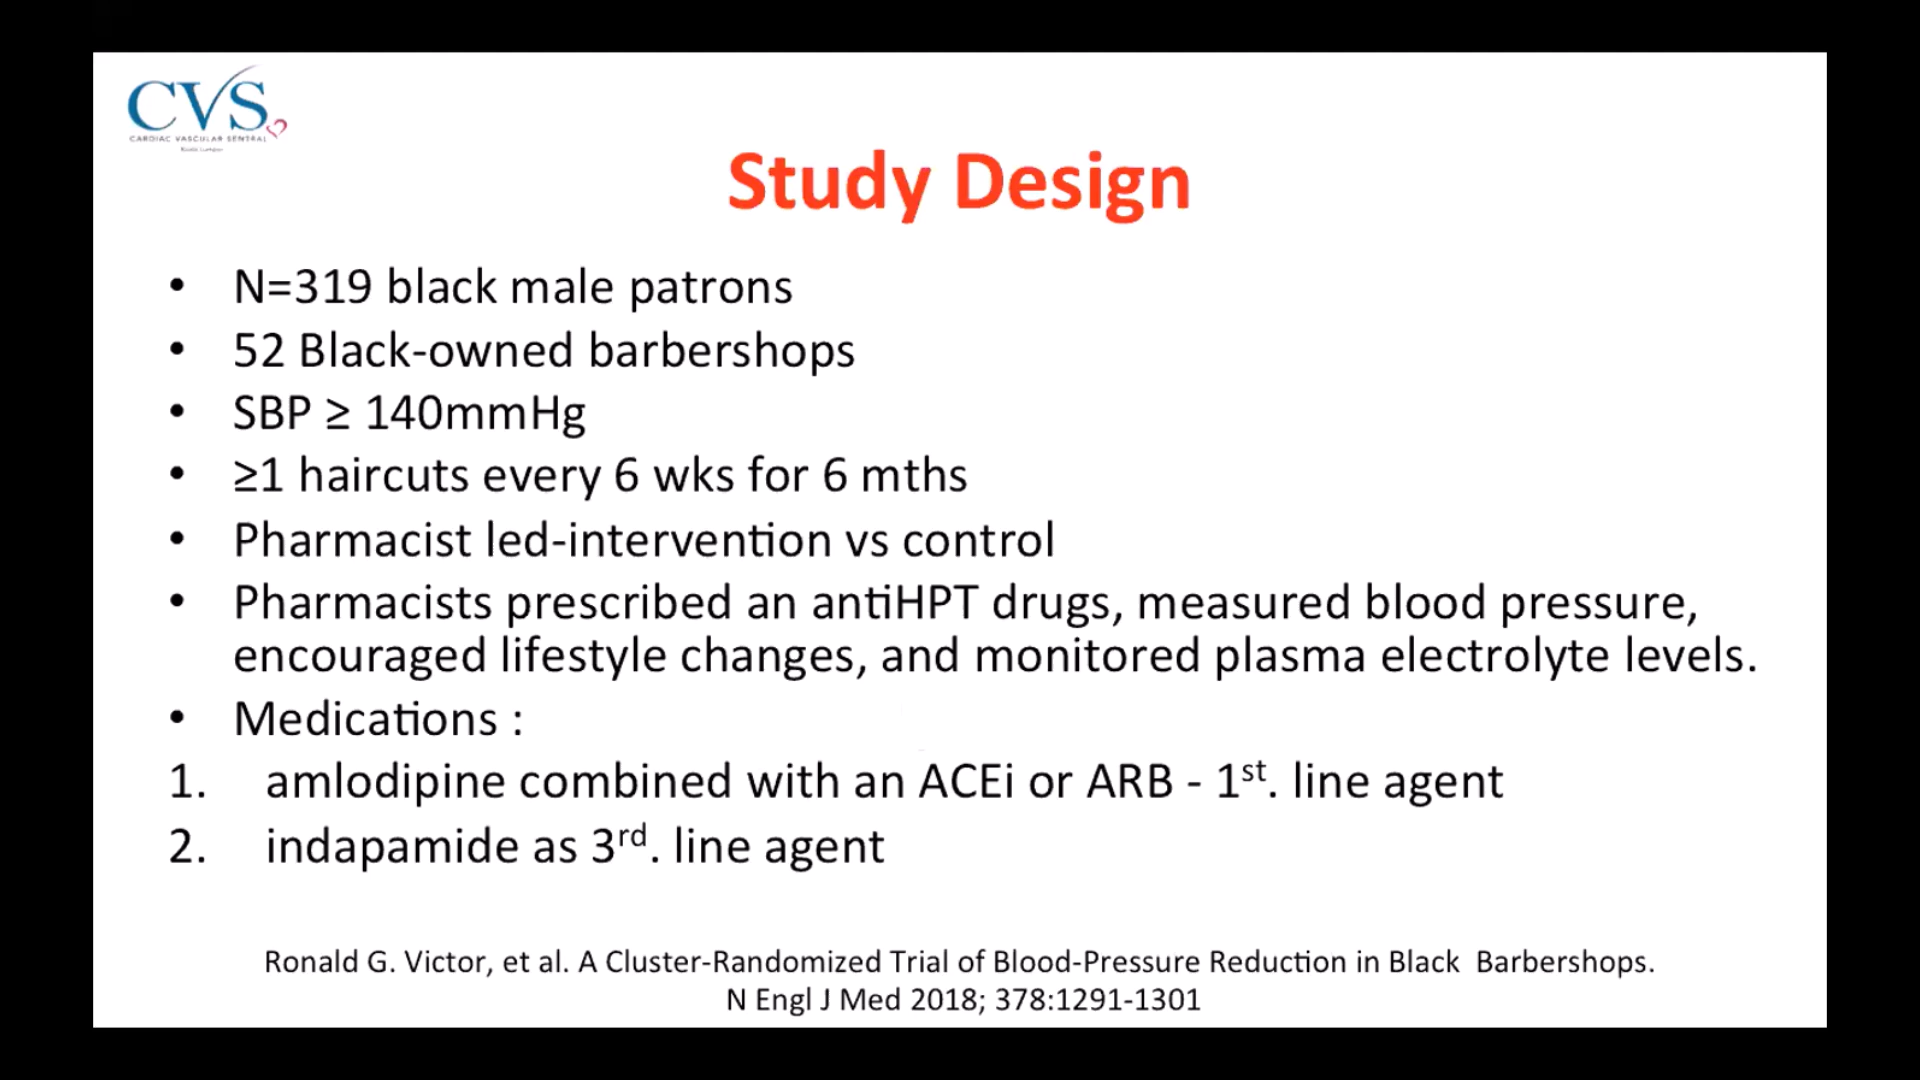 CVS
CARDIAC VASCULAR SENTRAL
Kuala Lumpur
Study Design
• N=319 black male patrons
• 52 Black-owned barbershops
• SBP ≥ 140mmHg
• ≥1 haircuts every 6 wks for 6 mths
• Pharmacist led-intervention vs control
• Pharmacists prescribed an antiHPT drugs, measured blood pressure,
encouraged lifestyle changes, and monitored plasma electrolyte levels.
• Medications :
1. amlodipine combined with an ACEi or ARB - 1st. line agent
2. indapamide as 3rd. line agent
Ronald G. Victor, et al. A Cluster-Randomized Trial of Blood-Pressure Reduction in Black Barbershops.
N Engl J Med 2018; 378:1291-1301